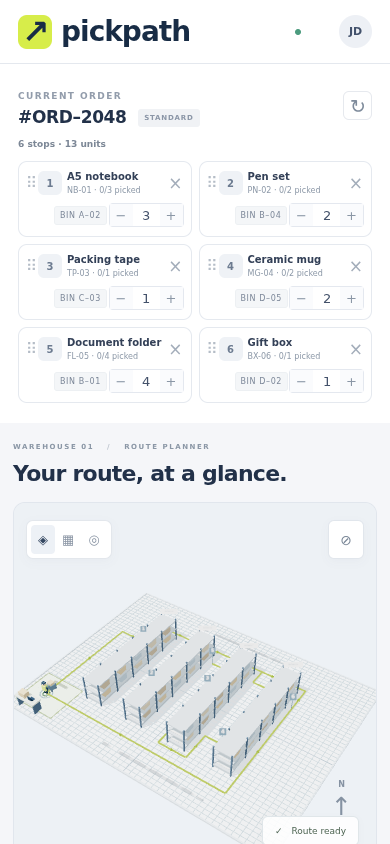 pickpath
JD
CURRENT ORDER
#ORD–2048 STANDARD
6 stops · 13 units
1 A5 notebook
NB-01 · 0/3 picked
BIN A–02 − 3 +
2 Pen set
PN-02 · 0/2 picked
BIN B–04 − 2 +
3 Packing tape
TP-03 · 0/1 picked
BIN C–03 − 1 +
4 Ceramic mug
MG-04 · 0/2 picked
BIN D–05 − 2 +
5 Document folder
FL-05 · 0/4 picked
BIN B–01 − 4 +
6 Gift box
BX-06 · 0/1 picked
BIN D–02 − 1 +
WAREHOUSE 01 / ROUTE PLANNER
Your route, at a glance.
N
✓ Route ready